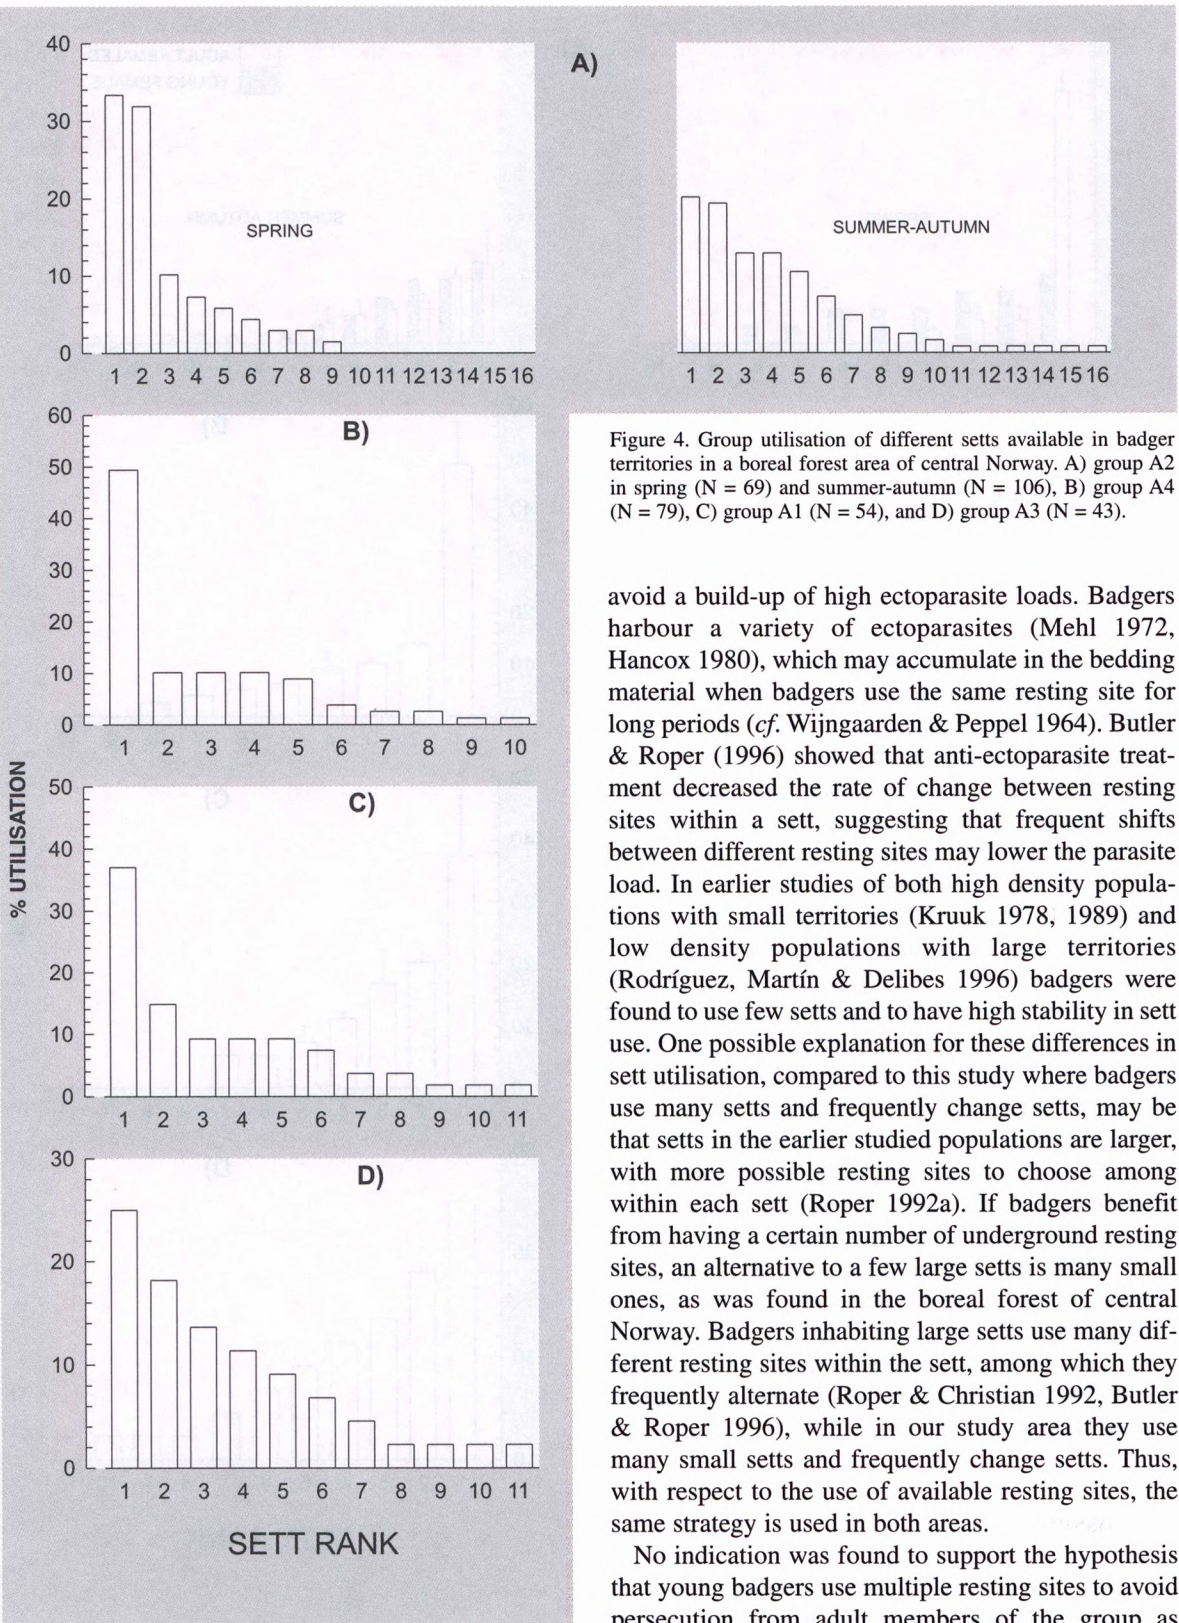 A)
40
30
20
10
0
SPRING
1 2 3 4 5 6 7 8 9 10 11 12 13 14 15 16
SUMMER-AUTUMN
1 2 3 4 5 6 7 8 9 10 11 12 13 14 15 16
B)
60
50
40
30
20
10
0
1 2 3 4 5 6 7 8 9 10
C)
50
40
30
20
10
0
1 2 3 4 5 6 7 8 9 10 11
D)
30
20
10
0
1 2 3 4 5 6 7 8 9 10 11
% UTILISATION
SETT RANK
Figure 4. Group utilisation of different setts available in badger
territories in a boreal forest area of central Norway. A) group A2
in spring (N = 69) and summer-autumn (N = 106), B) group A4
(N = 79), C) group A1 (N = 54), and D) group A3 (N = 43).
avoid a build-up of high ectoparasite loads. Badgers
harbour a variety of ectoparasites (Mehl 1972,
Hancox 1980), which may accumulate in the bedding
material when badgers use the same resting site for
long periods (cf. Wijngaarden & Peppel 1964). Butler
& Roper (1996) showed that anti-ectoparasite treat-
ment decreased the rate of change between resting
sites within a sett, suggesting that frequent shifts
between different resting sites may lower the parasite
load. In earlier studies of both high density popula-
tions with small territories (Kruuk 1978, 1989) and
low density populations with large territories
(Rodríguez, Martín & Delibes 1996) badgers were
found to use few setts and to have high stability in sett
use. One possible explanation for these differences in
sett utilisation, compared to this study where badgers
use many setts and frequently change setts, may be
that setts in the earlier studied populations are larger,
with more possible resting sites to choose among
within each sett (Roper 1992a). If badgers benefit
from having a certain number of underground resting
sites, an alternative to a few large setts is many small
ones, as was found in the boreal forest of central
Norway. Badgers inhabiting large setts use many dif-
ferent resting sites within the sett, among which they
frequently alternate (Roper & Christian 1992, Butler
& Roper 1996), while in our study area they use
many small setts and frequently change setts. Thus,
with respect to the use of available resting sites, the
same strategy is used in both areas.
No indication was found to support the hypothesis
that young badgers use multiple resting sites to avoid
persecution from adult members of the group as